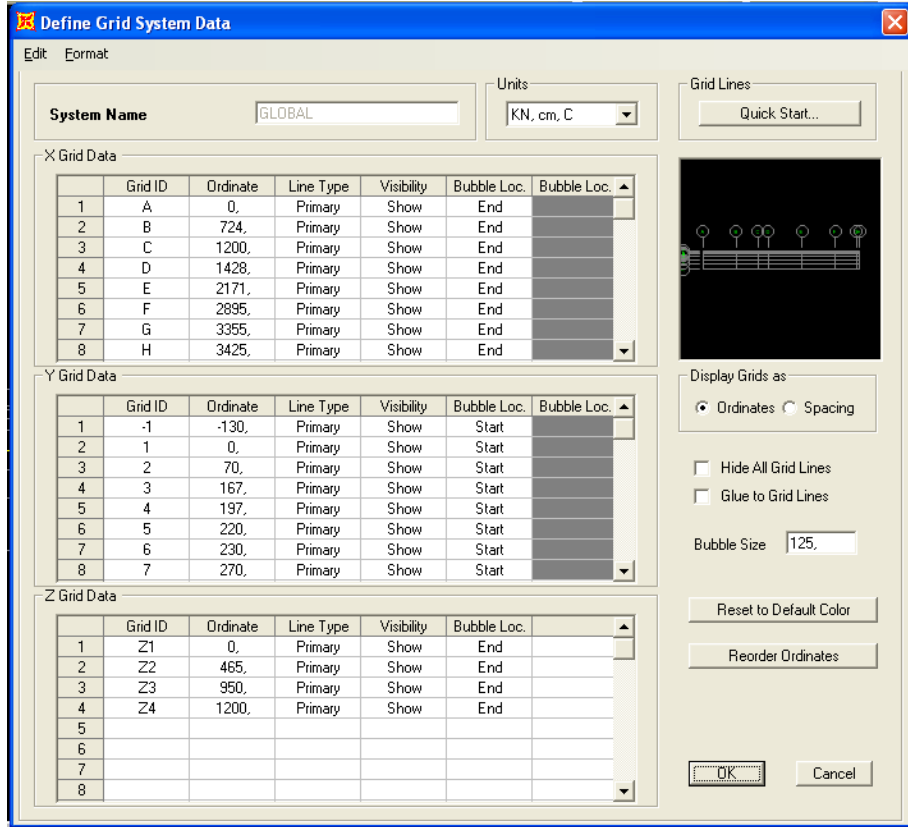 Define Grid System Data
Edit Format
System Name GLOBAL
Units
KN, cm, C
Grid Lines
Quick Start...
X Grid Data
Grid ID Ordinate Line Type Visibility Bubble Loc. Bubble Loc.
1 A 0, Primary Show End
2 B 724, Primary Show End
3 C 1200, Primary Show End
4 D 1428, Primary Show End
5 E 2171, Primary Show End
6 F 2895, Primary Show End
7 G 3355, Primary Show End
8 H 3425, Primary Show End
Y Grid Data
Grid ID Ordinate Line Type Visibility Bubble Loc. Bubble Loc.
1 -1 -130, Primary Show Start
2 1 0, Primary Show Start
3 2 70, Primary Show Start
4 3 167, Primary Show Start
5 4 197, Primary Show Start
6 5 220, Primary Show Start
7 6 230, Primary Show Start
8 7 270, Primary Show Start
Z Grid Data
Grid ID Ordinate Line Type Visibility Bubble Loc.
1 Z1 0, Primary Show End
2 Z2 465, Primary Show End
3 Z3 950, Primary Show End
4 Z4 1200, Primary Show End
5
6
7
8
Display Grids as
Ordinates Spacing
Hide All Grid Lines
Glue to Grid Lines
Bubble Size 125,
Reset to Default Color
Reorder Ordinates
OK Cancel